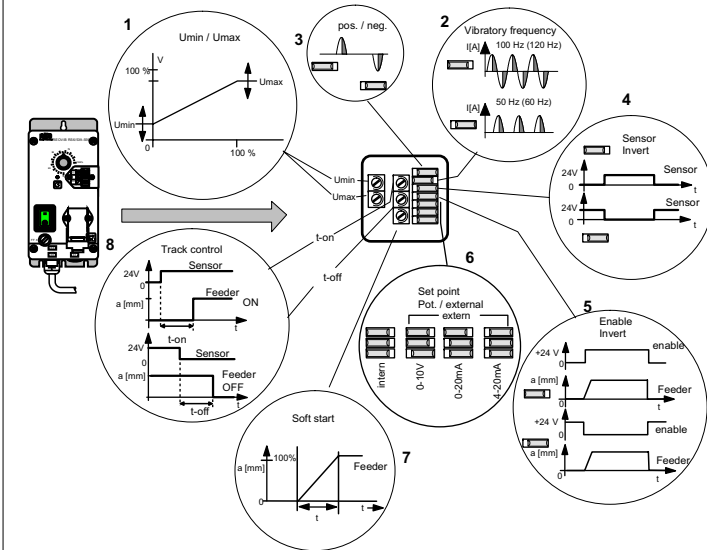 1
Umin / Umax
V
100 %
Umax
Umin
0
100 %
3
pos. / neg.
2
Vibratory frequency
I[A]
100 Hz (120 Hz)
I[A]
50 Hz (60 Hz)
4
Sensor
Invert
24V
0
Sensor
t
24V
0
Sensor
t
Umin
Umax
t-on
t-off
8
Track control
24V
Sensor
a [mm]
Feeder
ON
t
t-on
24V
Sensor
a [mm]
Feeder
OFF
t
t-off
6
Set point
Pot. / external
extern
intern
0-10V
0-20mA
4-20mA
5
Enable
Invert
+24 V
0
enable
a [mm]
0
Feeder
t
+24 V
0
enable
a [mm]
0
Feeder
t
7
Soft start
100%
a [mm]
Feeder
0
t
t